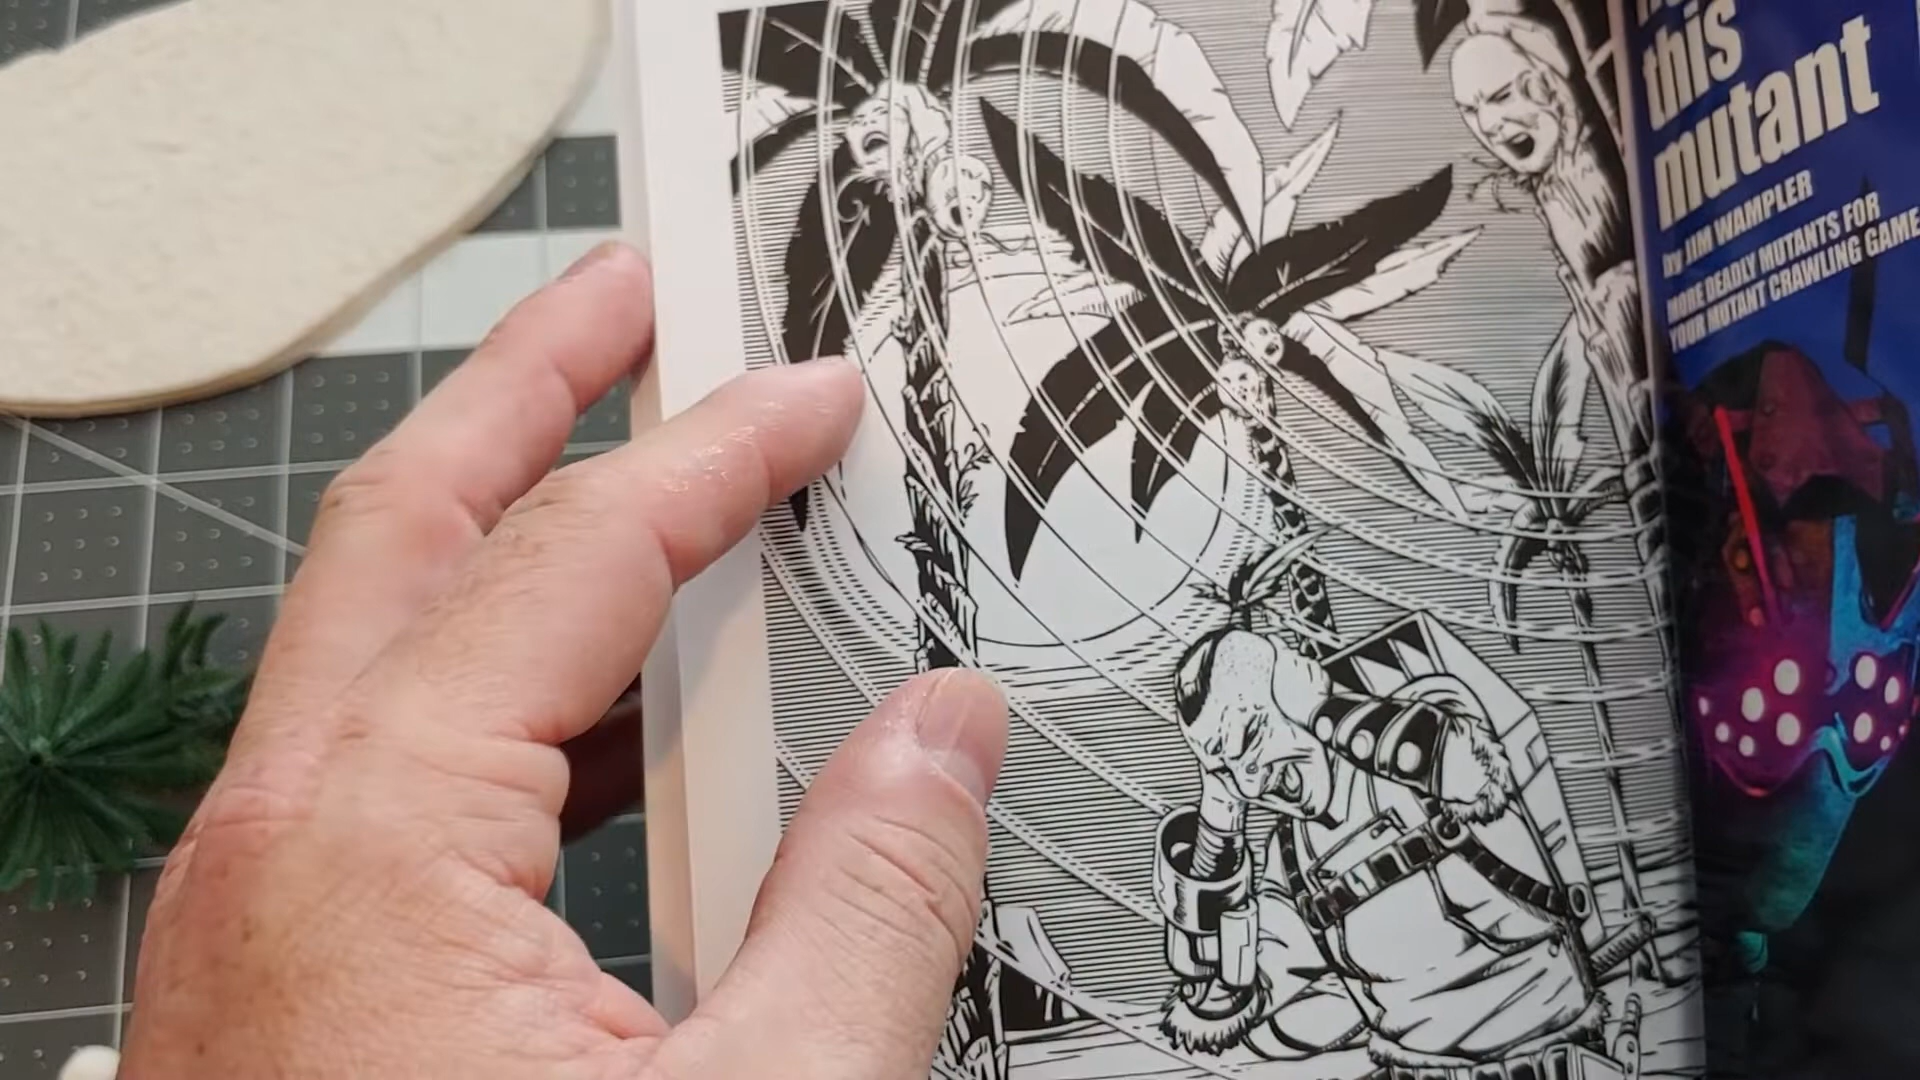 this
mutant
by JIM WAMPLER
MORE DEADLY MUTANTS FOR
YOUR MUTANT CRAWLING GAME